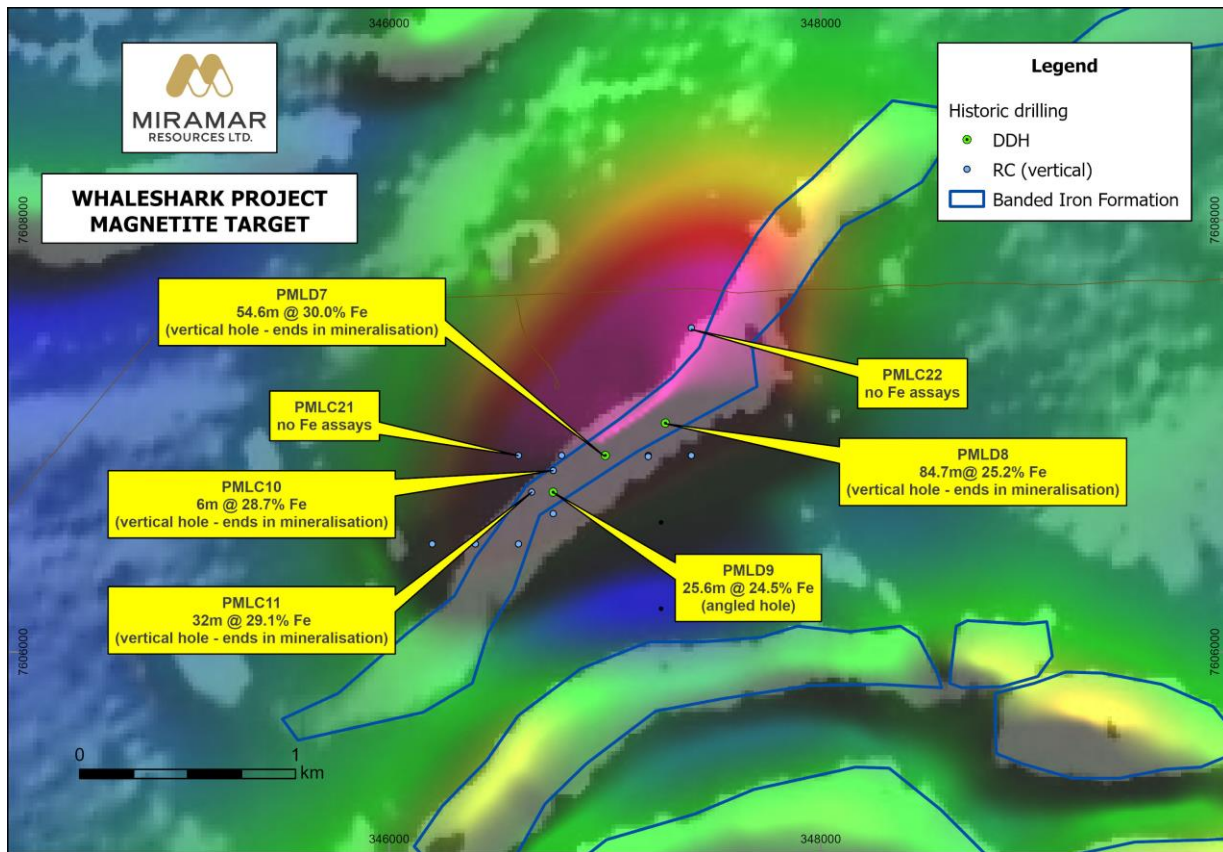 346000
348000
MIRAMAR
RESOURCES LTD.
WHALESHARK PROJECT
MAGNETITE TARGET
Legend
Historic drilling
DDH
RC (vertical)
Banded Iron Formation
7608000
7608000
PMLD7
54.6m @ 30.0% Fe
(vertical hole - ends in mineralisation)
PMLC22
no Fe assays
PMLC21
no Fe assays
PMLD8
84.7m@ 25.2% Fe
(vertical hole - ends in mineralisation)
PMLC10
6m @ 28.7% Fe
(vertical hole - ends in mineralisation)
PMLD9
25.6m @ 24.5% Fe
(angled hole)
PMLC11
32m @ 29.1% Fe
(vertical hole - ends in mineralisation)
7606000
7606000
0 1
km
346000
348000